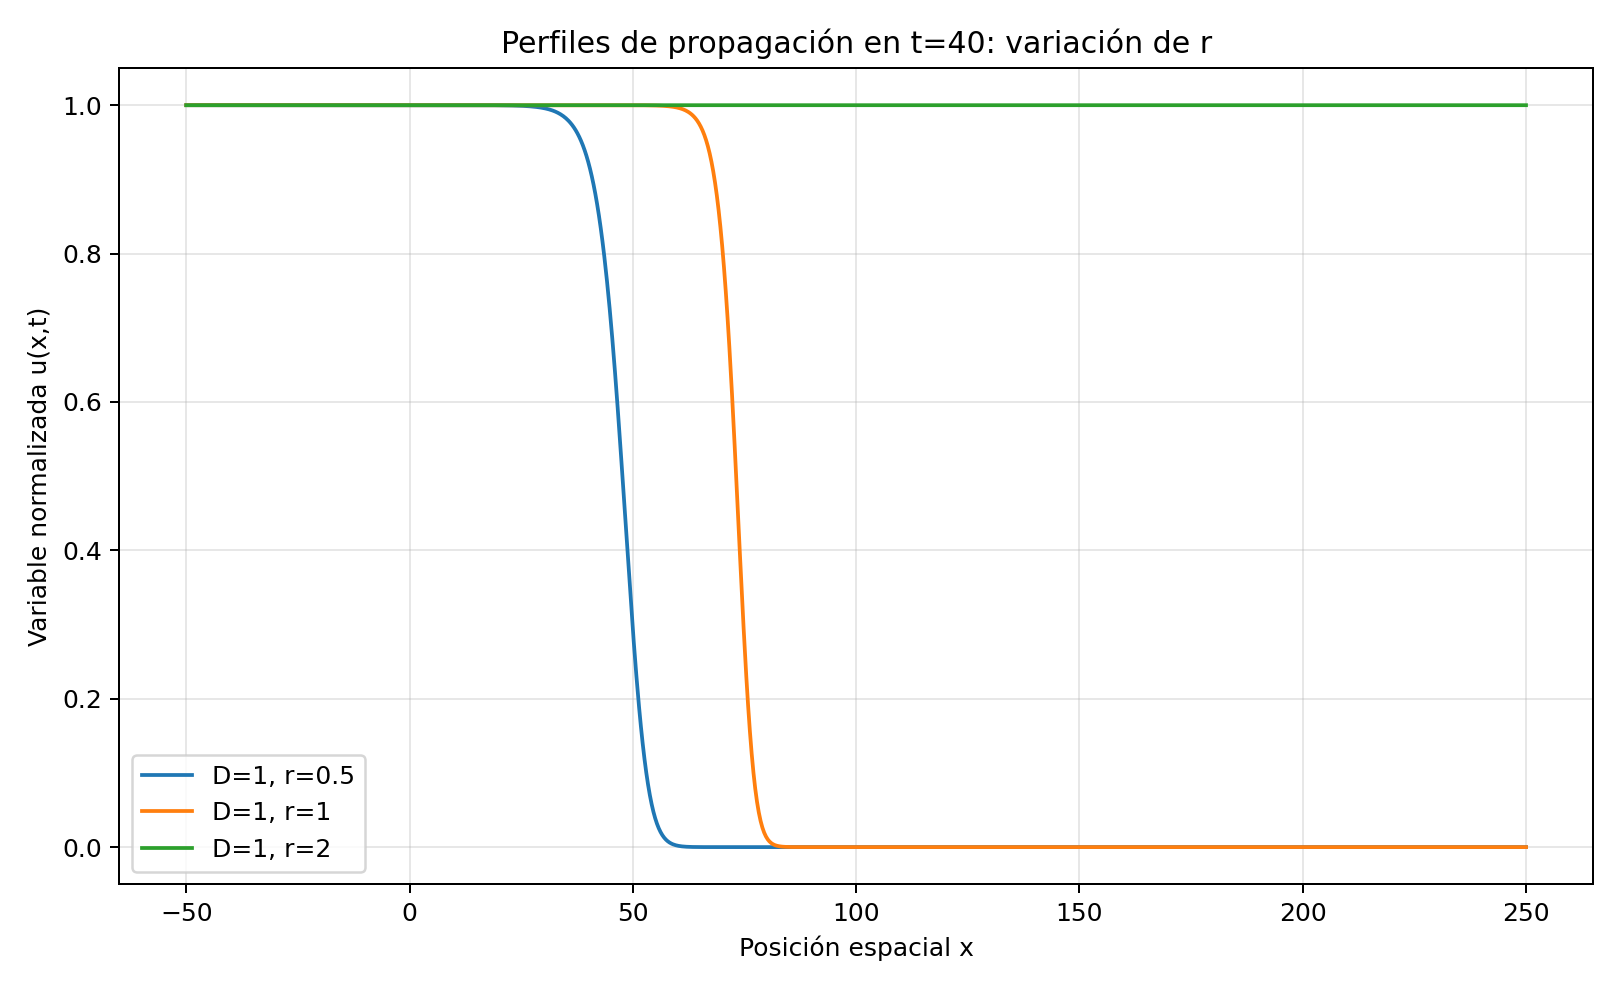 Perfiles de propagación en t=40: variación de r
Variable normalizada u(x,t)
1.0
0.8
0.6
0.4
0.2
0.0
D=1, r=0.5
D=1, r=1
D=1, r=2
−50
0
50
100
150
200
250
Posición espacial x